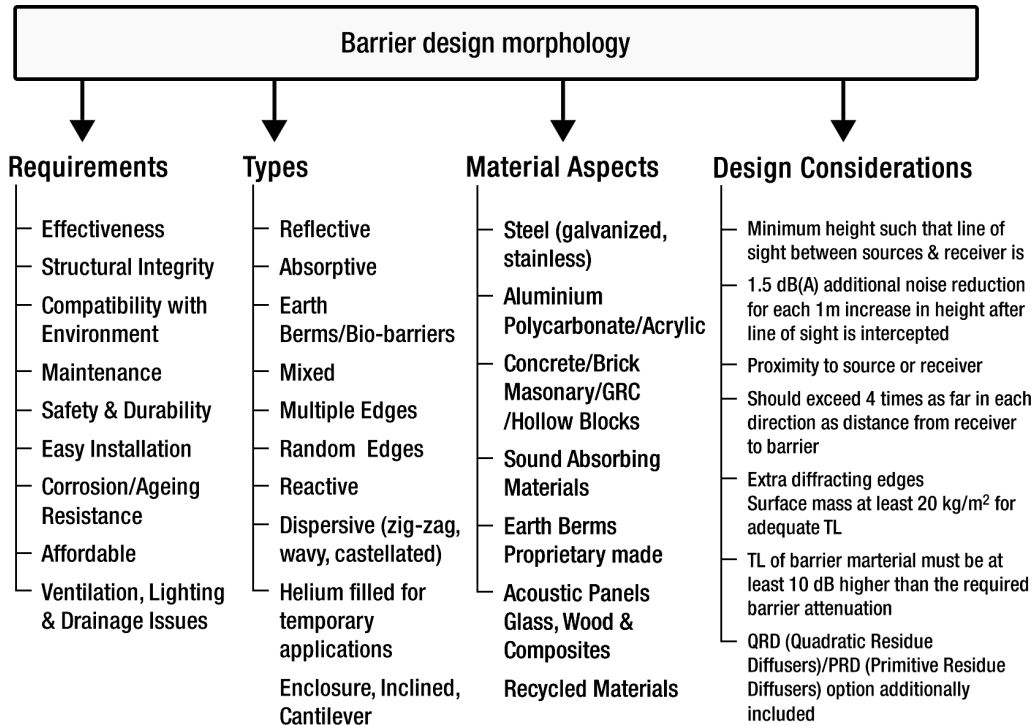 Barrier design morphology
Requirements
Effectiveness
Structural Integrity
Compatibility with
Environment
Maintenance
Safety & Durability
Easy Installation
Corrosion/Ageing
Resistance
Affordable
Ventilation, Lighting
& Drainage Issues
Types
Reflective
Absorptive
Earth
Berms/Bio-barriers
Mixed
Multiple Edges
Random Edges
Reactive
Dispersive (zig-zag,
wavy, castellated)
Helium filled for
temporary
applications
Enclosure, Inclined,
Cantilever
Material Aspects
Steel (galvanized,
stainless)
Aluminium
Polycarbonate/Acrylic
Concrete/Brick
Masonary/GRC
/Hollow Blocks
Sound Absorbing
Materials
Earth Berms
Proprietary made
Acoustic Panels
Glass, Wood &
Composites
Recycled Materials
Design Considerations
Minimum height such that line of
sight between sources & receiver is
1.5 dB(A) additional noise reduction
for each 1m increase in height after
line of sight is intercepted
Proximity to source or receiver
Should exceed 4 times as far in each
direction as distance from receiver
to barrier
Extra diffracting edges
Surface mass at least 20 kg/m² for
adequate TL
TL of barrier marterial must be at
least 10 dB higher than the required
barrier attenuation
QRD (Quadratic Residue
Diffusers)/PRD (Primitive Residue
Diffusers) option additionally
included